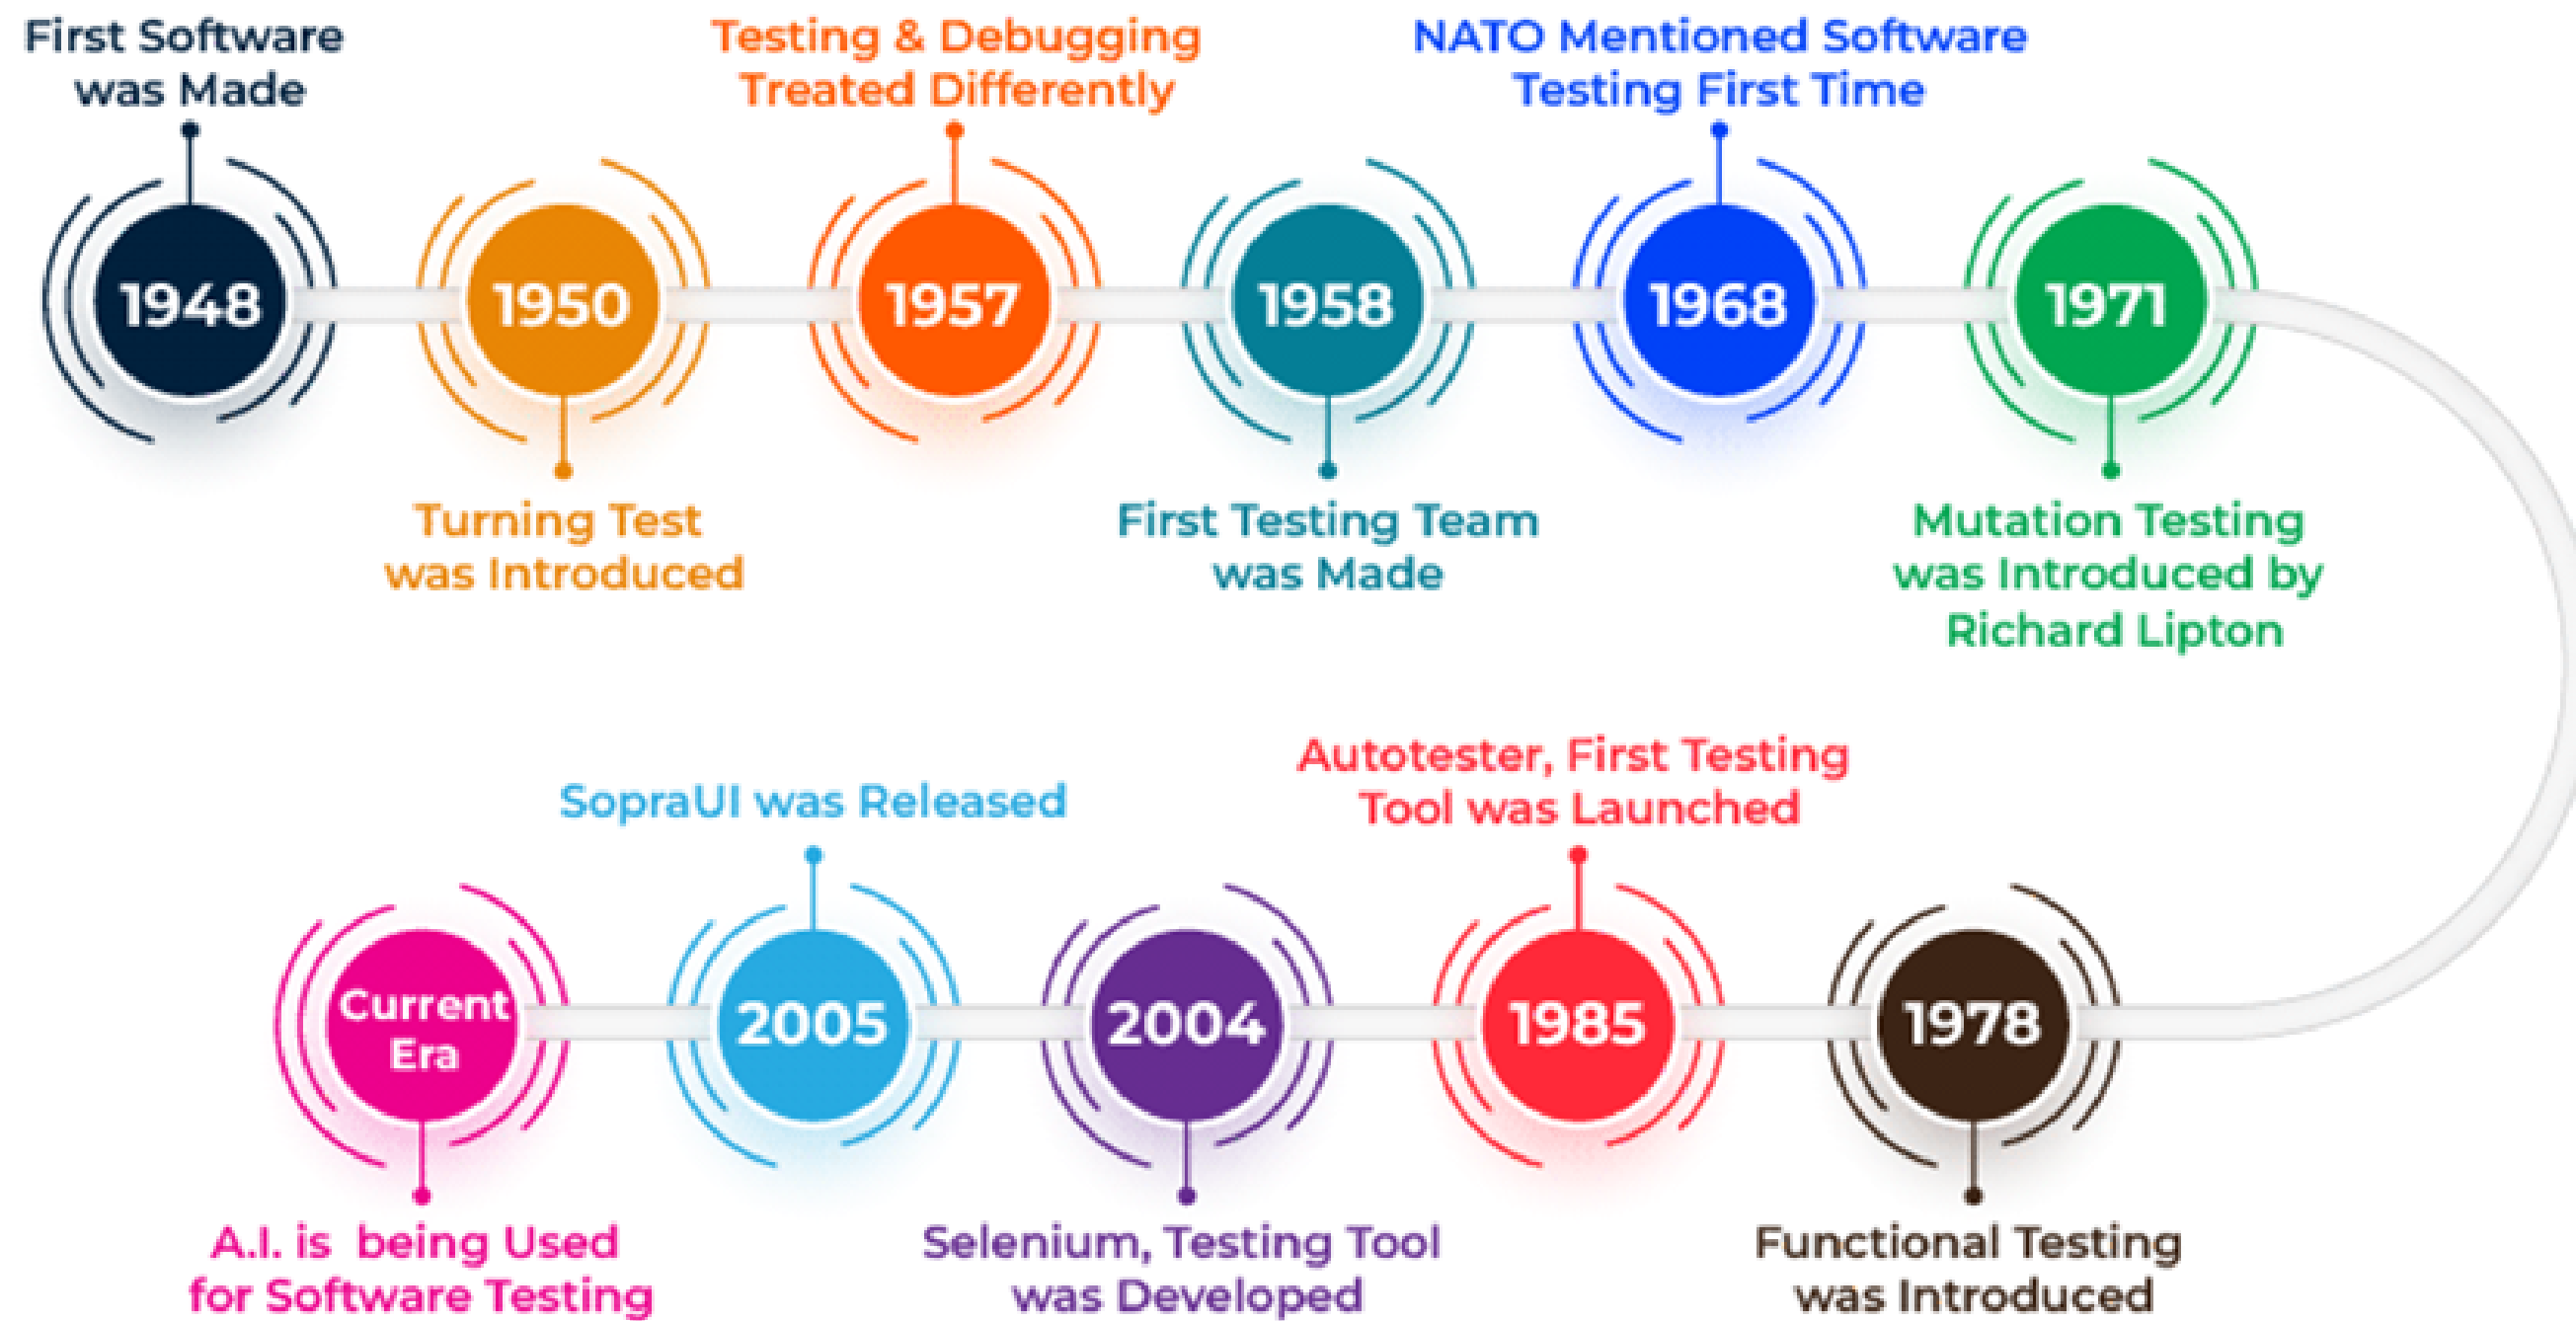 First Software
was Made
1948
1950
Turning Test
was Introduced
Testing & Debugging
Treated Differently
1957
1958
First Testing Team
was Made
NATO Mentioned Software
Testing First Time
1968
1971
Mutation Testing
was Introduced by
Richard Lipton
1978
Functional Testing
was Introduced
Autotester, First Testing
Tool was Launched
1985
2004
Selenium, Testing Tool
was Developed
SopraUI was Released
2005
Current
Era
A.I. is being Used
for Software Testing